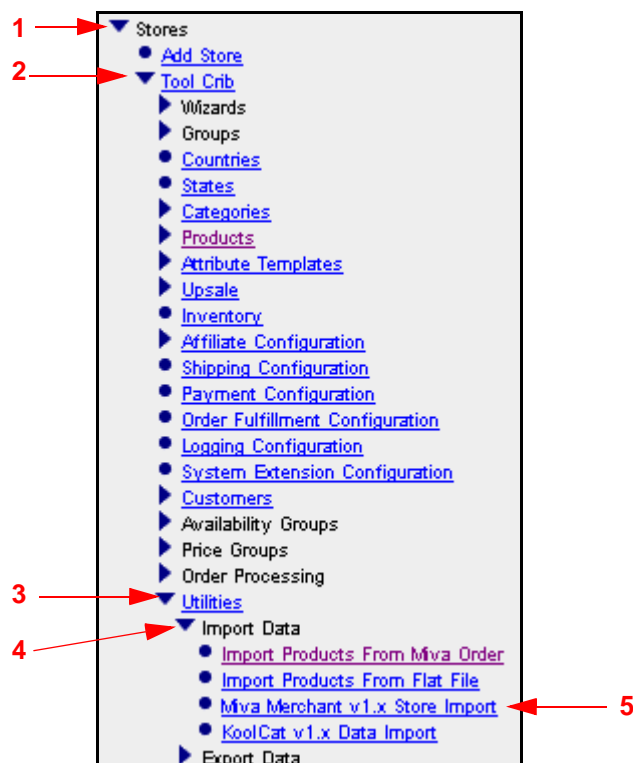 1 Stores
Add Store
2 Tool Crib
Wizards
Groups
Countries
States
Categories
Products
Attribute Templates
Upsale
Inventory
Affiliate Configuration
Shipping Configuration
Payment Configuration
Order Fulfillment Configuration
Logging Configuration
System Extension Configuration
Customers
Availability Groups
Price Groups
Order Processing
3 Utilities
4 Import Data
Import Products From Miva Order
Import Products From Flat File
Miva Merchant v1.x Store Import 5
KoolCat v1.x Data Import
Export Data